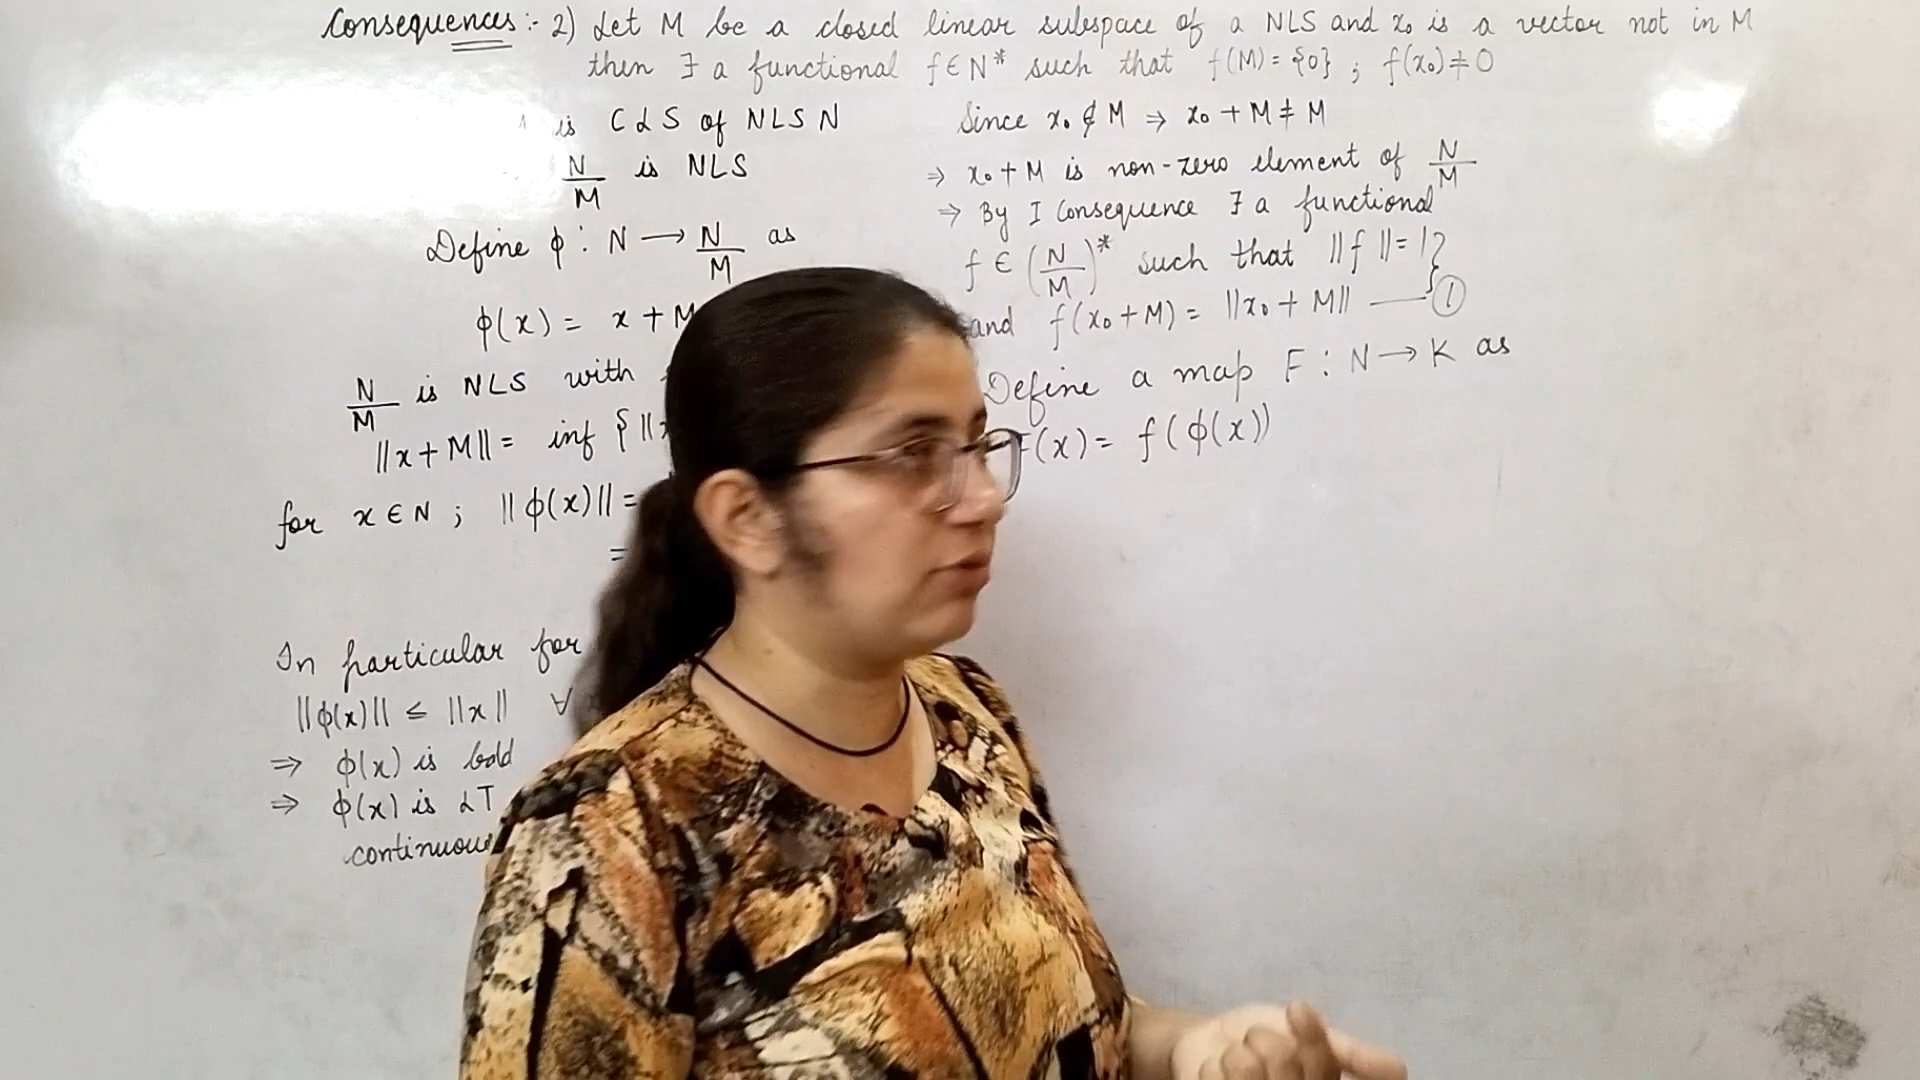 Consequences :- 2) Let M be a closed linear subspace of a NLS and x₀ is a vector not in M
then ∃ a functional f ∈ N* such that f(M) = {0} ; f(x₀) ≠ 0
is CLS of NLS N
N/M is NLS
Define φ : N → N/M as
φ(x) = x + M
N/M is NLS with
||x + M|| = inf { ||x
for x ∈ N ; ||φ(x)|| =
=
In particular for
||φ(x)|| ≤ ||x|| ∀
⇒ φ(x) is bdd
⇒ φ(x) is LT
continuous
Since x₀ ∉ M ⇒ x₀ + M ≠ M
⇒ x₀ + M is non-zero element of N/M
⇒ By I Consequence ∃ a functional
f ∈ (N/M)* such that ||f|| = 1 }
and f(x₀ + M) = ||x₀ + M|| —— ①
Define a map F : N → K as
F(x) = f(φ(x))